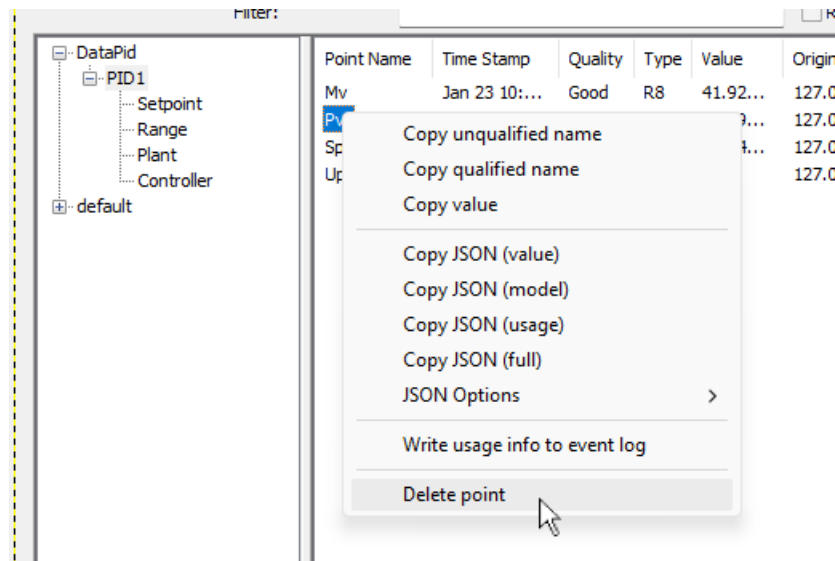 Filter:
DataPid
PID1
Setpoint
Range
Plant
Controller
default
Point Name Time Stamp Quality Type Value Origin
Mv Jan 23 10:... Good R8 41.92... 127.0
Pv 9... 127.0
Sp 4... 127.0
Up 127.0
Copy unqualified name
Copy qualified name
Copy value
Copy JSON (value)
Copy JSON (model)
Copy JSON (usage)
Copy JSON (full)
JSON Options
Write usage info to event log
Delete point